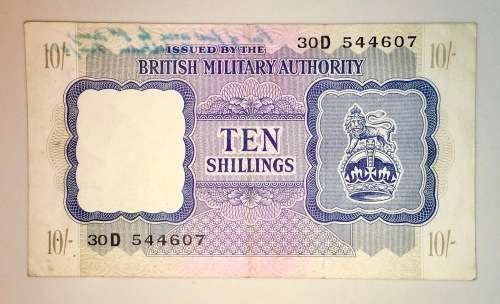 10/-
ISSUED BY THE
30D 544607
10/-
BRITISH MILITARY AUTHORITY
TEN
SHILLINGS
30D 544607
10/-
10/-